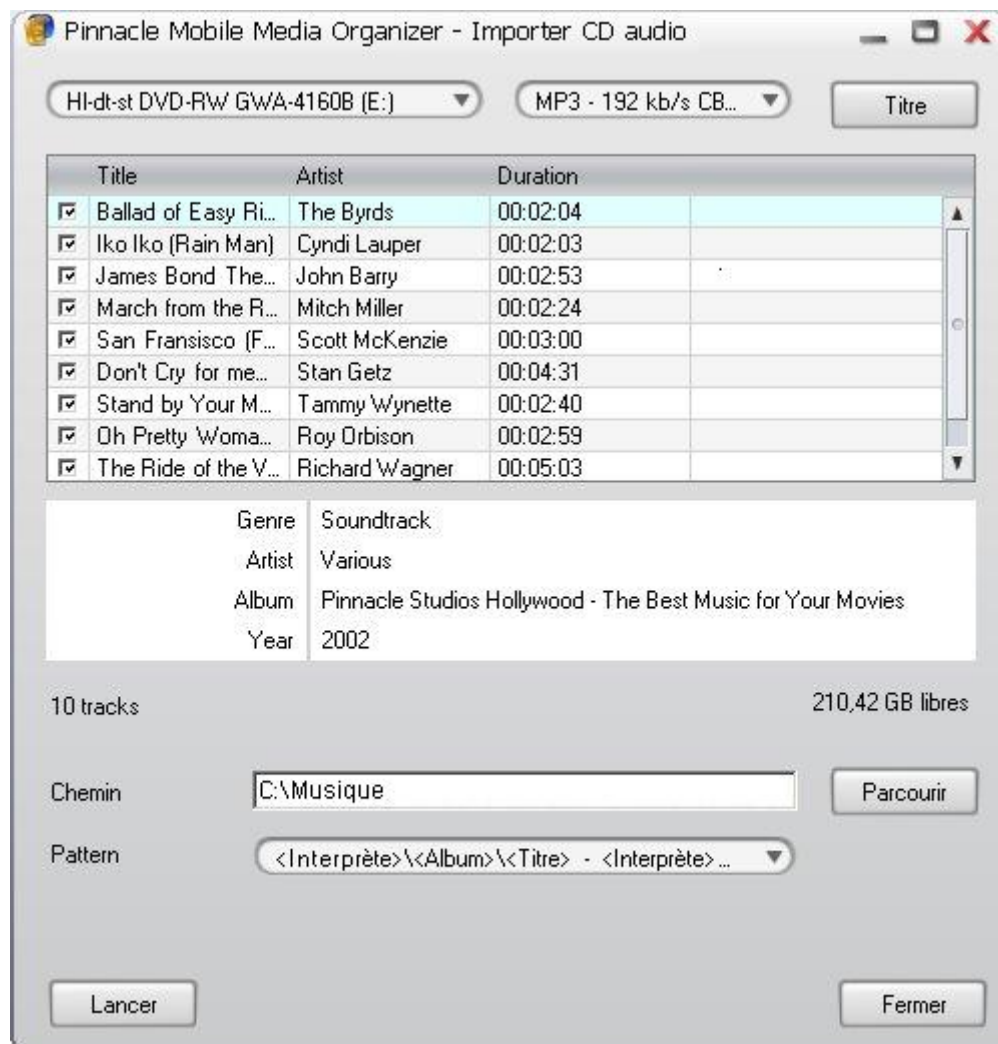 Pinnacle Mobile Media Organizer - Importer CD audio
Hl-dt-st DVD-RW GWA-4160B (E:) MP3 - 192 kb/s CB... Titre
Title Artist Duration
Ballad of Easy Ri... The Byrds 00:02:04
Iko Iko (Rain Man) Cyndi Lauper 00:02:03
James Bond The... John Barry 00:02:53
March from the R... Mitch Miller 00:02:24
San Fransisco (F... Scott McKenzie 00:03:00
Don't Cry for me... Stan Getz 00:04:31
Stand by Your M... Tammy Wynette 00:02:40
Oh Pretty Woma... Roy Orbison 00:02:59
The Ride of the V... Richard Wagner 00:05:03
Genre Soundtrack
Artist Various
Album Pinnacle Studios Hollywood - The Best Music for Your Movies
Year 2002
10 tracks 210,42 GB libres
Chemin C:\Musique Parcourir
Pattern <Interprète>\<Album>\<Titre> - <Interprète>...
Lancer Fermer